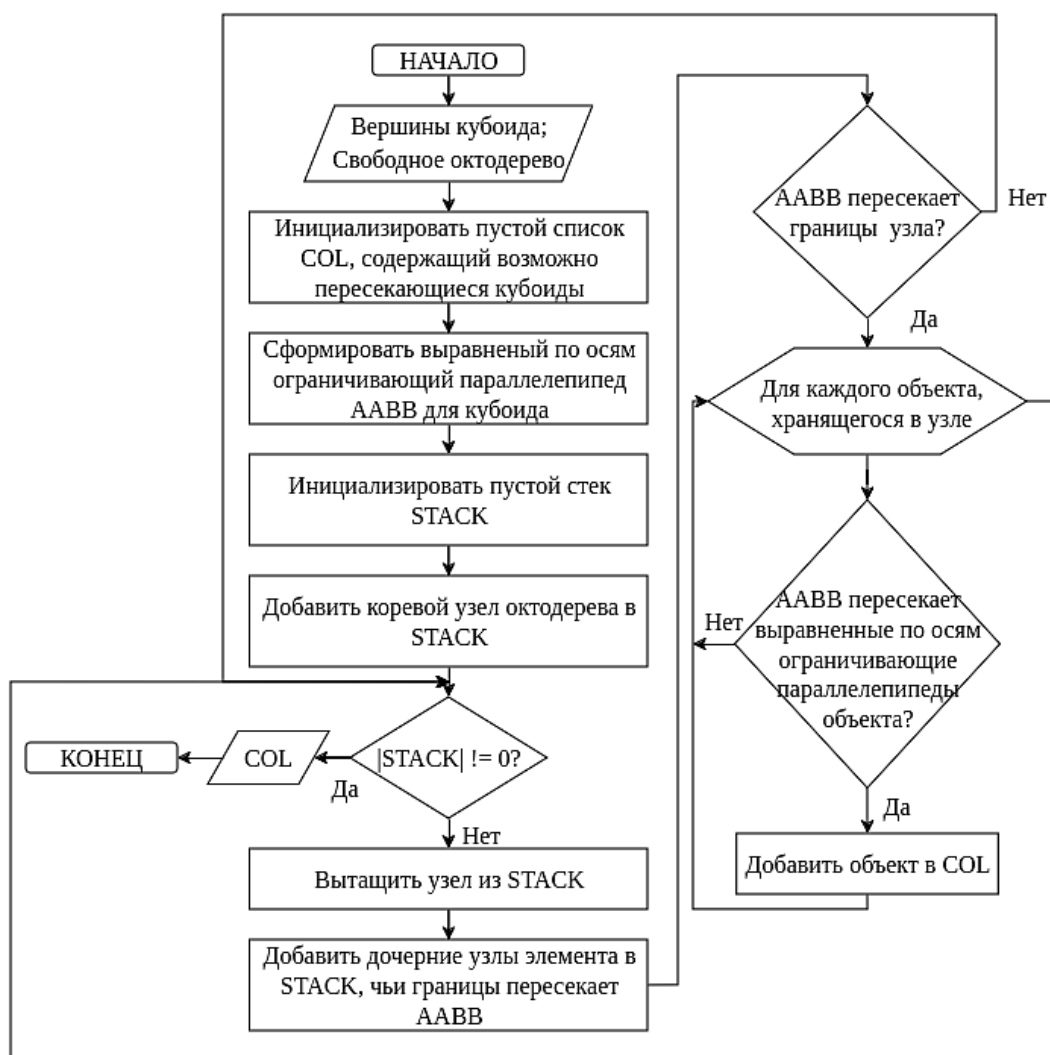 НАЧАЛО
Вершины кубоида;
Свободное октодерево
Инициализировать пустой список
COL, содержащий возможно
пересекающиеся кубоиды
Сформировать выравненый по осям
ограничивающий параллелепипед
AABB для кубоида
Инициализировать пустой стек
STACK
Добавить коревой узел октодерева в
STACK
|STACK| != 0?
Да
COL
КОНЕЦ
Нет
Вытащить узел из STACK
Добавить дочерние узлы элемента в
STACK, чьи границы пересекает
AABB
AABB пересекает
границы узла?
Нет
Да
Для каждого объекта,
хранящегося в узле
AABB пересекает
выравненные по осям
ограничивающие
параллелепипеды
объекта?
Нет
Да
Добавить объект в COL